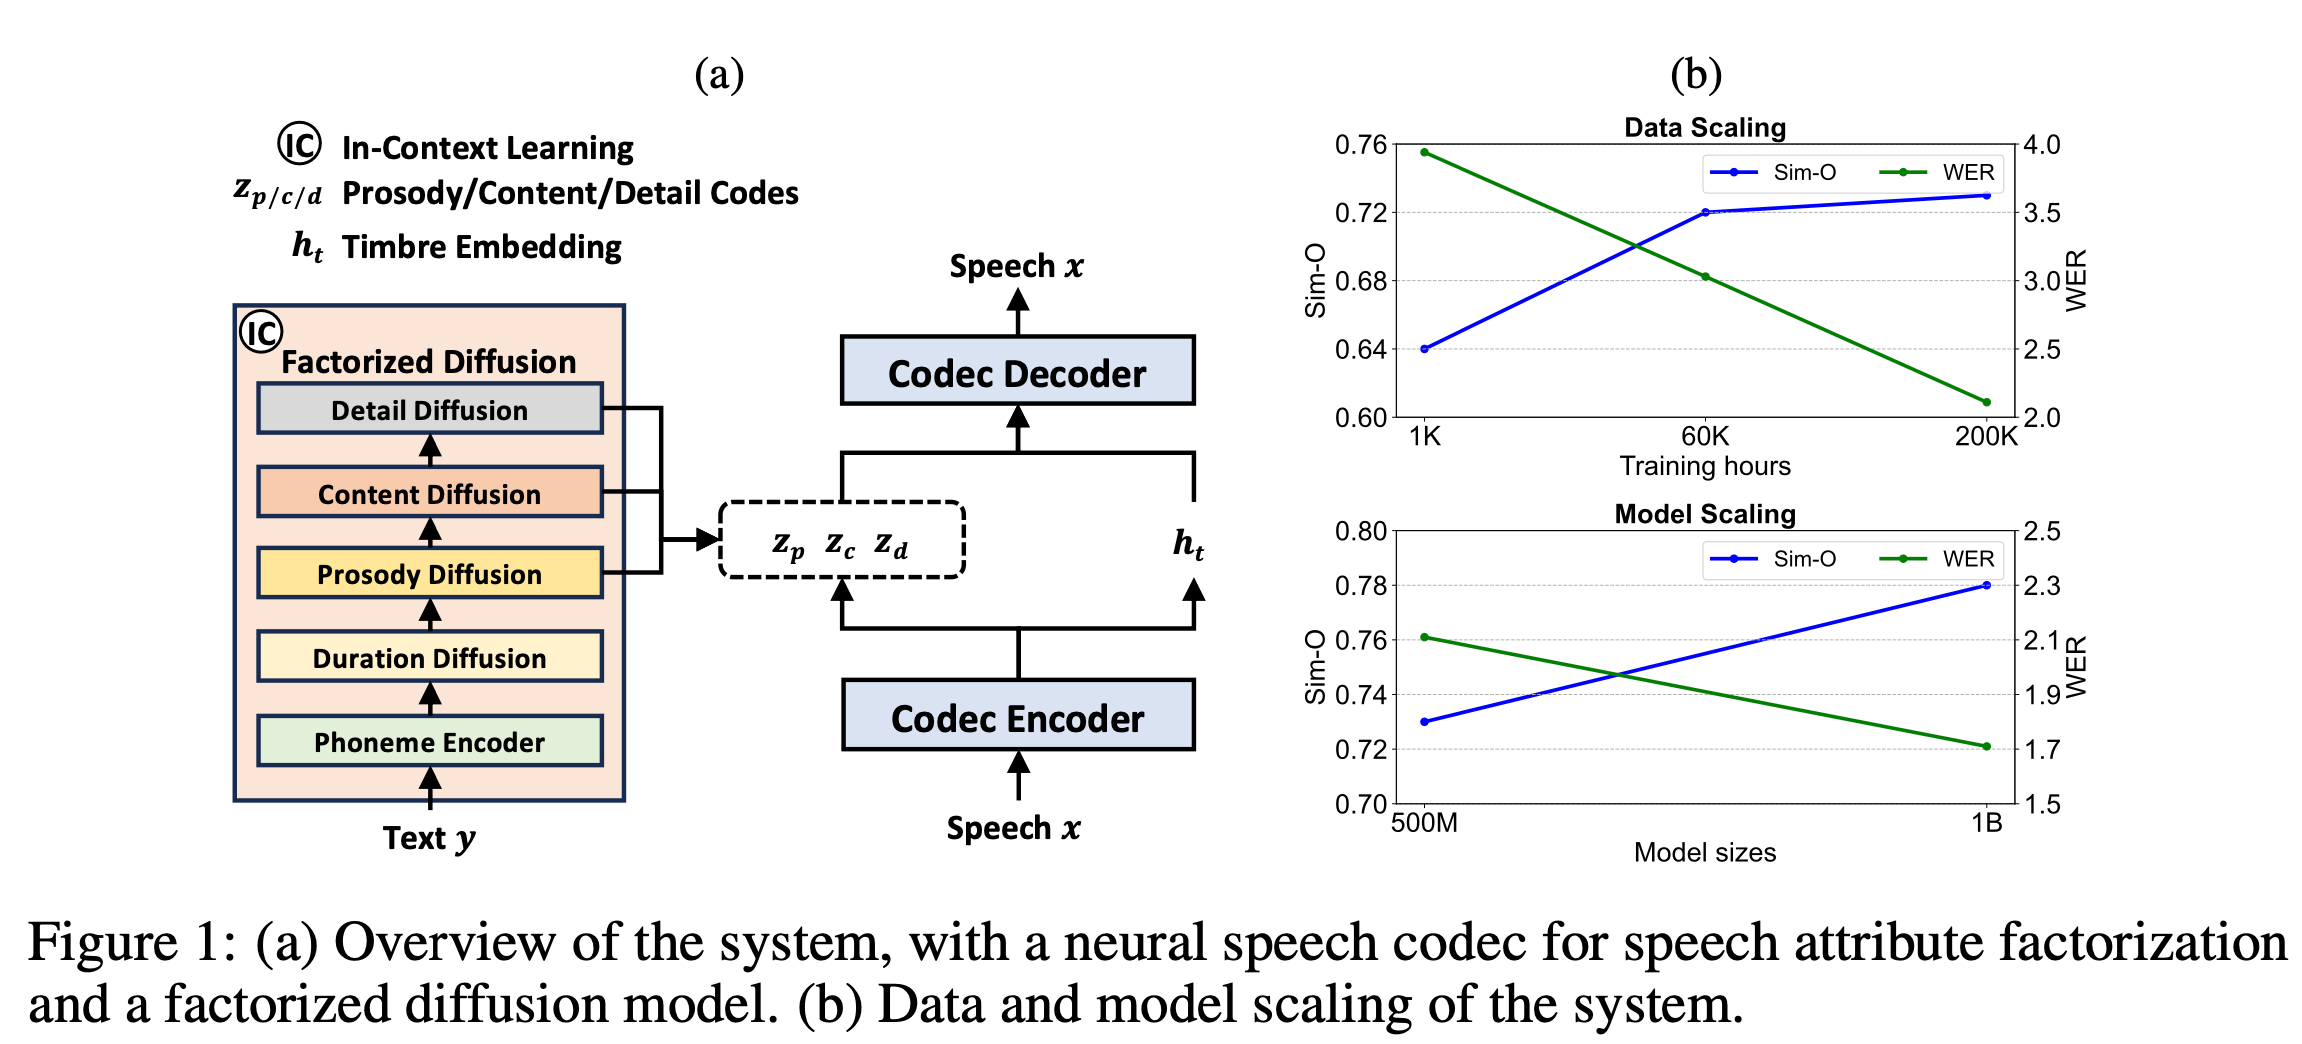 (a)
IC In-Context Learning
z_{p/c/d} Prosody/Content/Detail Codes
h_t Timbre Embedding
IC
Factorized Diffusion
Detail Diffusion
Content Diffusion
Prosody Diffusion
Duration Diffusion
Phoneme Encoder
Text y
Speech x
Codec Decoder
z_p z_c z_d
h_t
Codec Encoder
Speech x
(b)
Data Scaling
Sim-O WER
0.76
0.72
0.68
0.64
0.60
Sim-O
4.0
3.5
3.0
2.5
2.0
WER
1K 60K 200K
Training hours
Model Scaling
Sim-O WER
0.80
0.78
0.76
0.74
0.72
0.70
Sim-O
2.5
2.3
2.1
1.9
1.7
1.5
WER
500M 1B
Model sizes
Figure 1: (a) Overview of the system, with a neural speech codec for speech attribute factorization
and a factorized diffusion model. (b) Data and model scaling of the system.